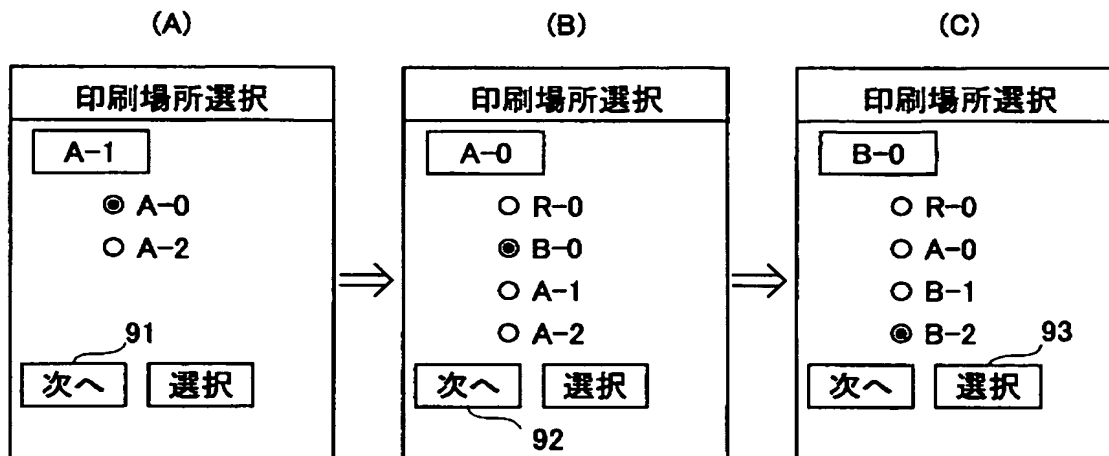 (A)
印刷場所選択
A-1
A-0
A-2
91
次へ
選択
(B)
印刷場所選択
A-0
R-0
B-0
A-1
A-2
次へ
選択
92
(C)
印刷場所選択
B-0
R-0
A-0
B-1
B-2
93
次へ
選択